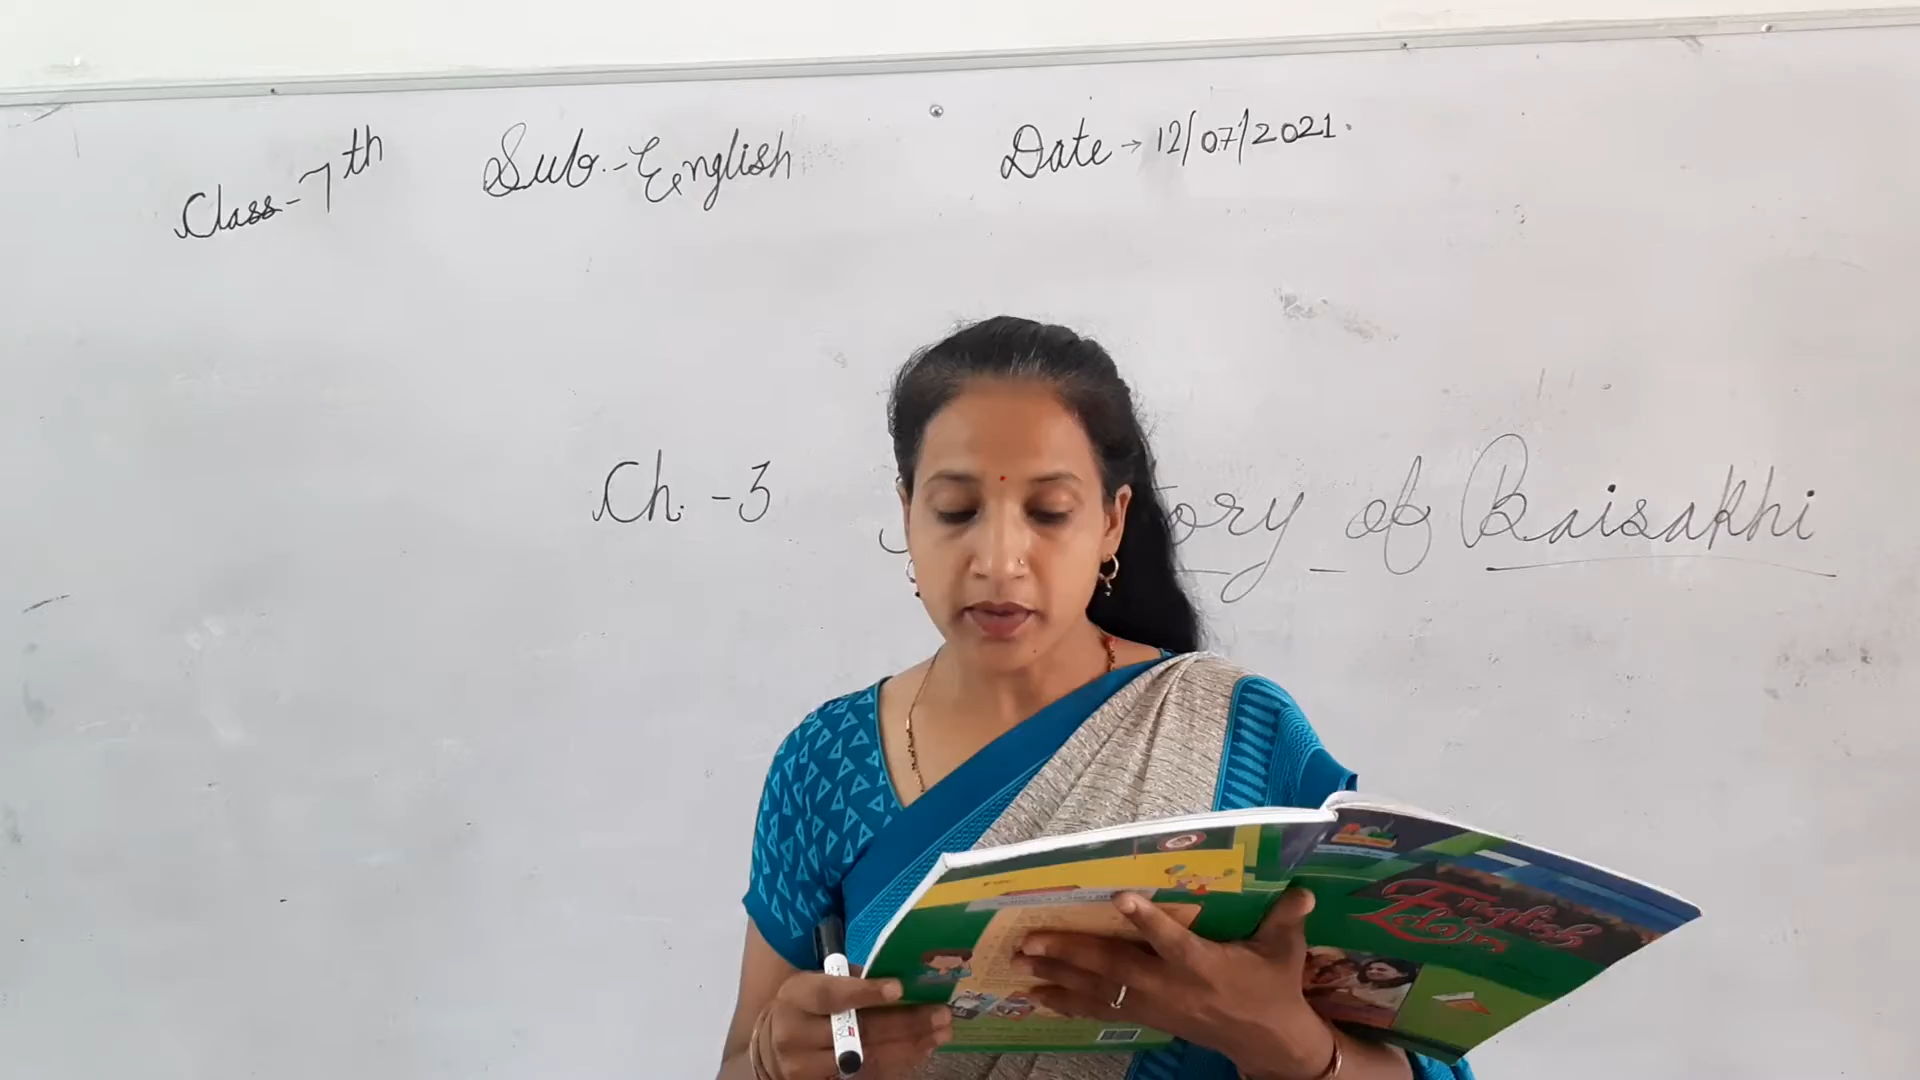 Class-7th Sub.-English Date→12/07/2021.
Ch.-3 of Baisakhi
English